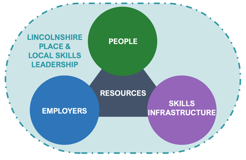 LINCOLNSHIRE
PLACE &
LOCAL SKILLS
LEADERSHIP
PEOPLE
RESOURCES
EMPLOYERS
SKILLS
INFRASTRUCTURE